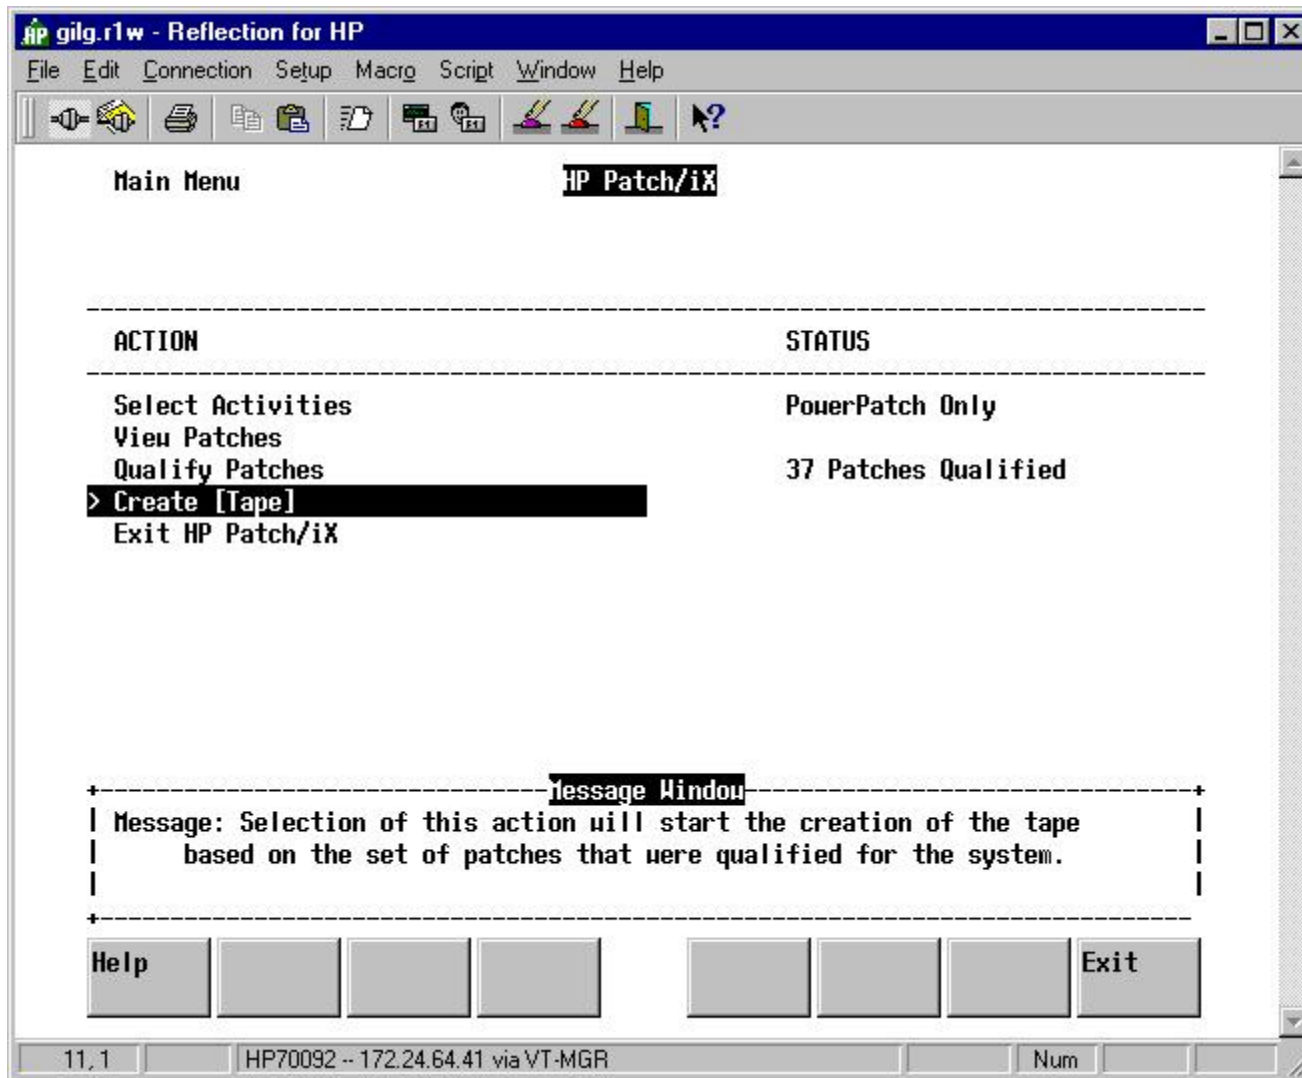 gilg.r1w - Reflection for HP
File Edit Connection Setup Macro Script Window Help
Main Menu HP Patch/iX
ACTION STATUS
Select Activities PowerPatch Only
View Patches
Qualify Patches 37 Patches Qualified
> Create [Tape]
Exit HP Patch/iX
Message Window
Message: Selection of this action will start the creation of the tape
based on the set of patches that were qualified for the system.
Help Exit
11, 1 HP70092 -- 172.24.64.41 via VT-MGR Num